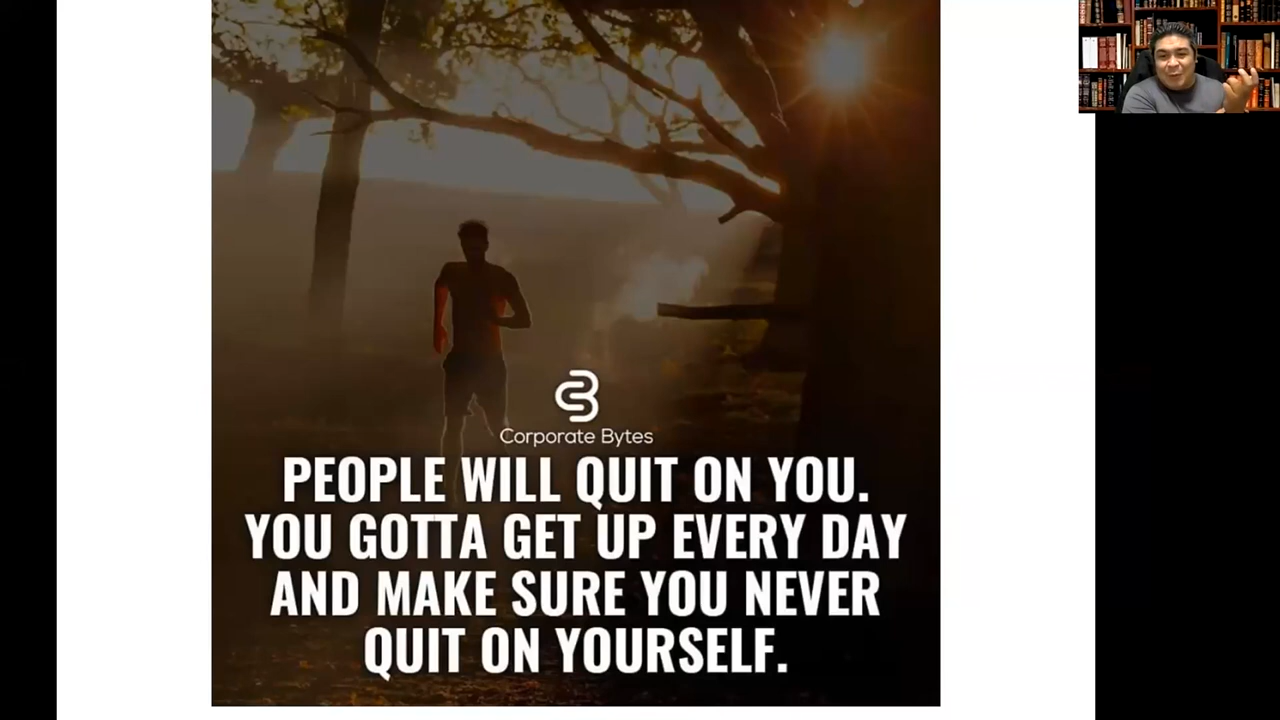 Corporate Bytes
PEOPLE WILL QUIT ON YOU.
YOU GOTTA GET UP EVERY DAY
AND MAKE SURE YOU NEVER
QUIT ON YOURSELF.